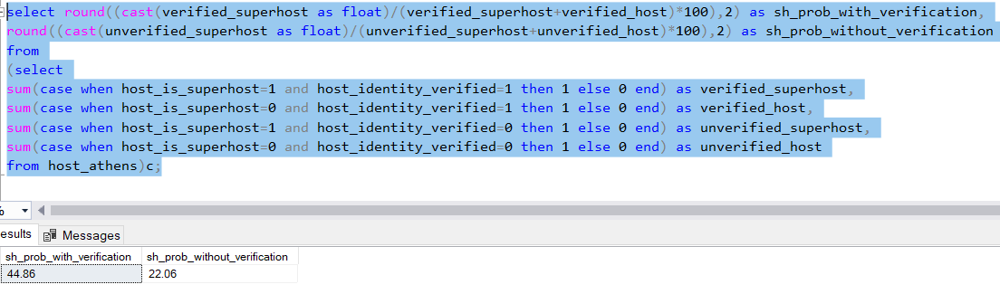 select round((cast(verified_superhost as float)/(verified_superhost+verified_host)*100),2) as sh_prob_with_verification,
round((cast(unverified_superhost as float)/(unverified_superhost+unverified_host)*100),2) as sh_prob_without_verification
from
(select
sum(case when host_is_superhost=1 and host_identity_verified=1 then 1 else 0 end) as verified_superhost,
sum(case when host_is_superhost=0 and host_identity_verified=1 then 1 else 0 end) as verified_host,
sum(case when host_is_superhost=1 and host_identity_verified=0 then 1 else 0 end) as unverified_superhost,
sum(case when host_is_superhost=0 and host_identity_verified=0 then 1 else 0 end) as unverified_host
from host_athens)c;
%
esults Messages
sh_prob_with_verification sh_prob_without_verification
44.86 22.06